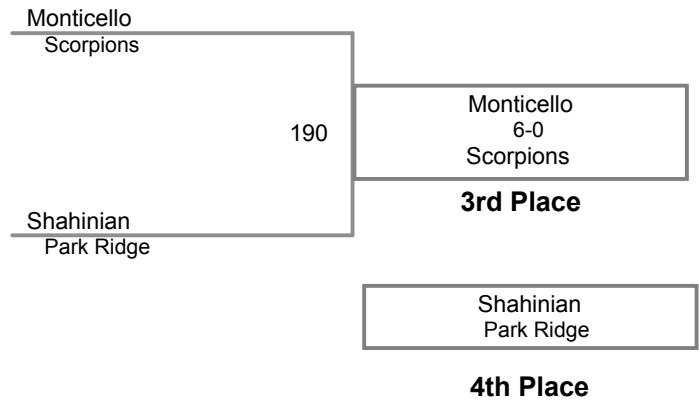 Monticello
Scorpions
190
Monticello
6-0
Scorpions
3rd Place
Shahinian
Park Ridge
Shahinian
Park Ridge
4th Place